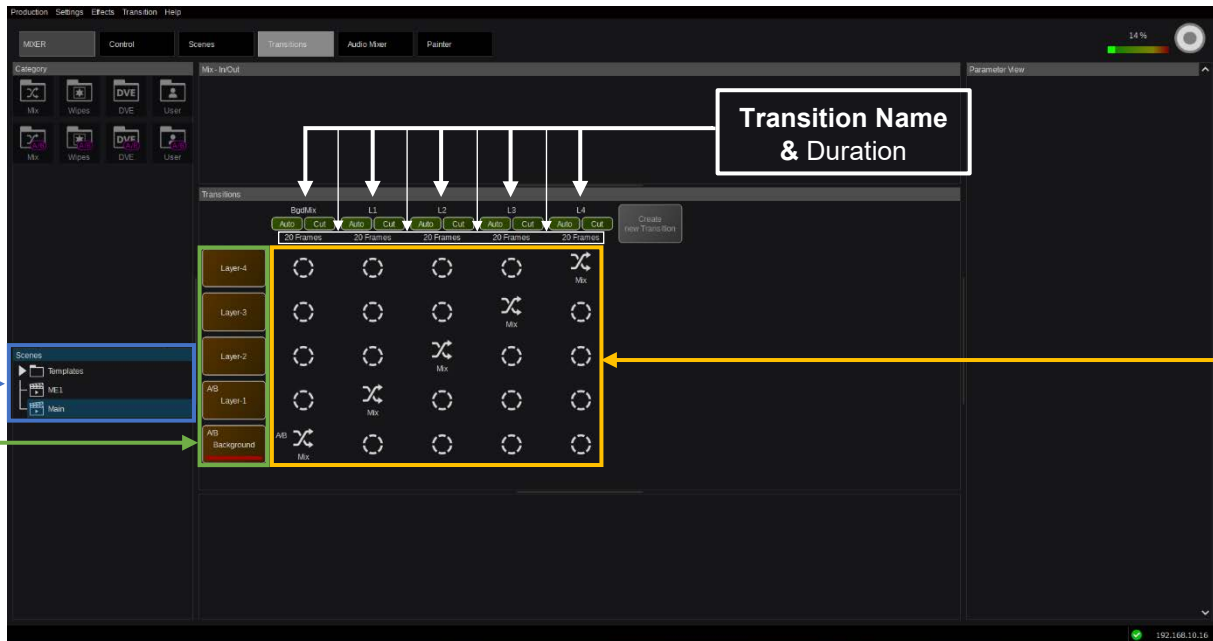 Production Settings Effects Transition Help
MIXER Control Scenes Transitions Audio Mixer Painter 14 %
Category Mix - In/Out Parameter View
DVE
Mix Wipes DVE User
A/B A/B DVE A/B A/B
Mix Wipes DVE User
Transition Name
& Duration
Transitions
BgdMix L1 L2 L3 L4
Auto Cut Auto Cut Auto Cut Auto Cut Auto Cut
Create
new Transition
20 Frames 20 Frames 20 Frames 20 Frames 20 Frames
Layer-4
Mix
Layer-3
Mix
Layer-2
Mix
Scenes
Templates
ME1
Main
A/B
Layer-1
Mix
A/B
Background
A/B
Mix
192.168.10.16